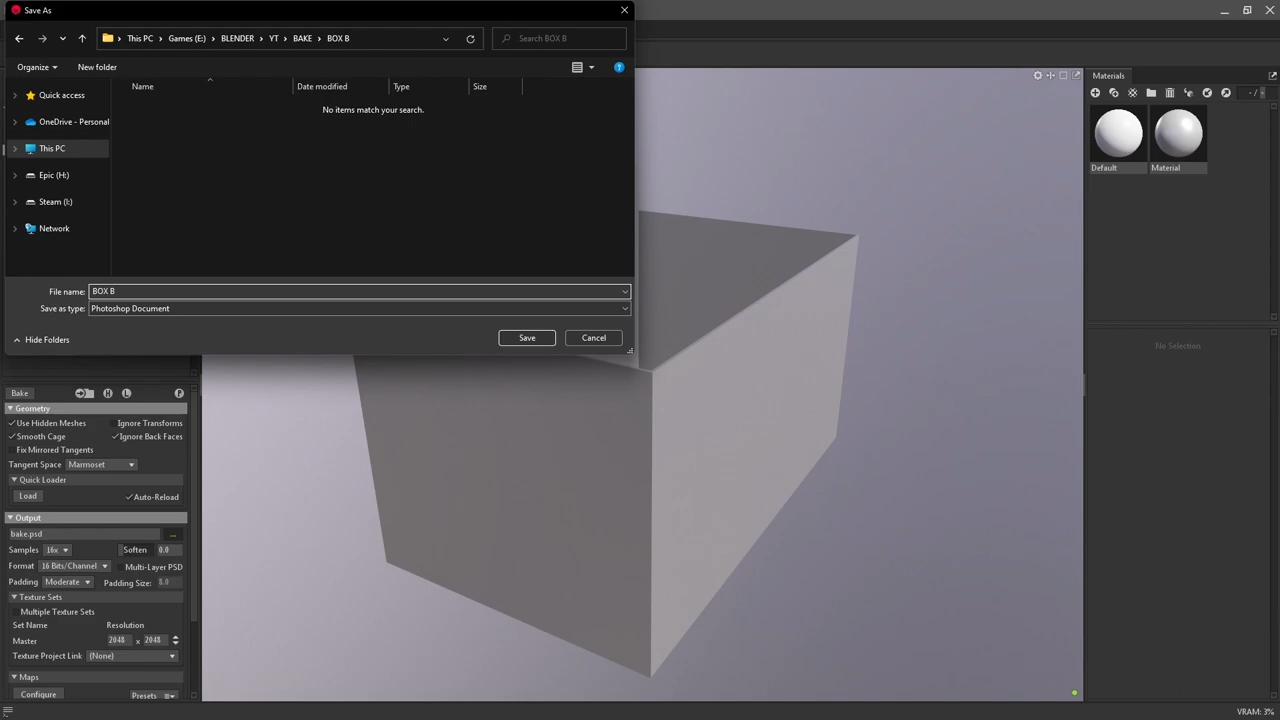 Save As
This PC
Games (E:)
BLENDER
YT
BAKE
BOX B
Search BOX B
Organize
New folder
Name
Date modified
Type
Size
No items match your search.
Quick access
OneDrive - Personal
This PC
Epic (H:)
Steam (I:)
Network
File name:
BOX B
Save as type:
Photoshop Document
Hide Folders
Save
Cancel
Materials
- /
Default
Material
No Selection
Bake
H
L
P
Geometry
Use Hidden Meshes
Ignore Transforms
Smooth Cage
Ignore Back Faces
Fix Mirrored Tangents
Tangent Space
Marmoset
Quick Loader
Load
Auto-Reload
Output
bake.psd
...
Samples
16x
Soften
0.0
Format
16 Bits/Channel
Multi-Layer PSD
Padding
Moderate
Padding Size:
8.0
Texture Sets
Multiple Texture Sets
Set Name
Resolution
Master
2048 x 2048
Texture Project Link
(None)
Maps
Configure
Presets
VRAM: 3%